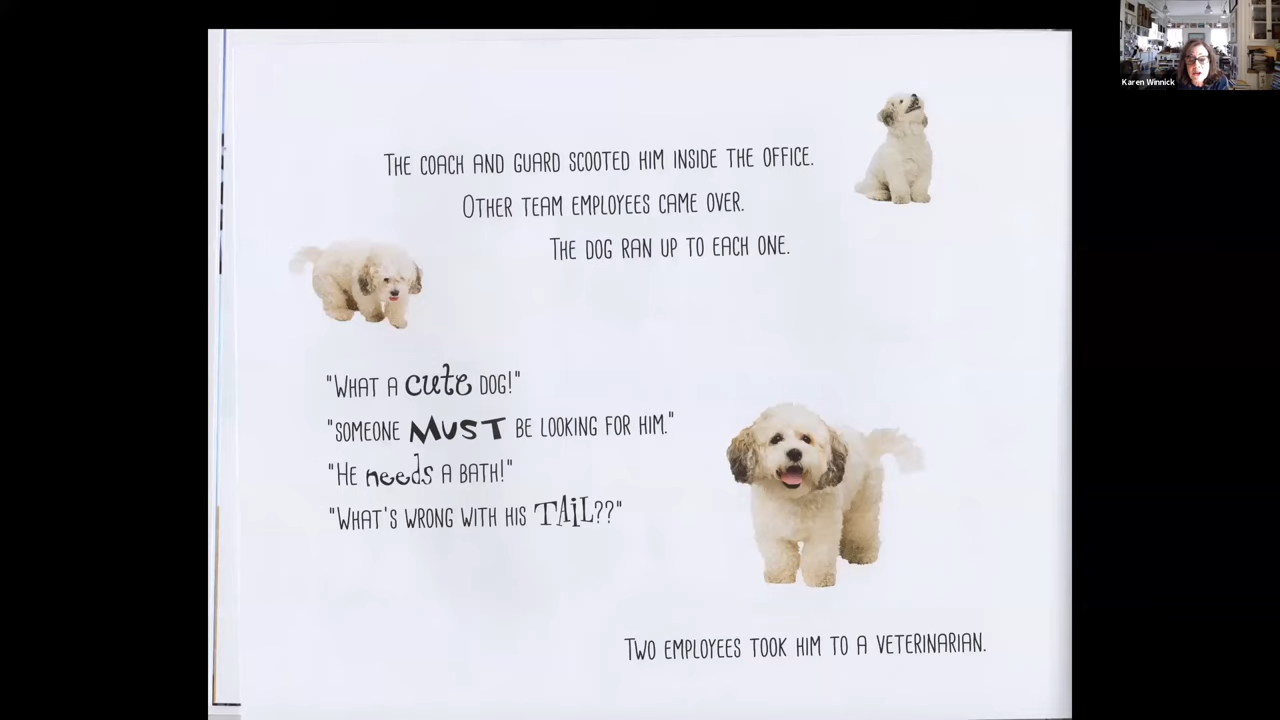 Karen Winnick
The coach and guard scooted him inside the office.
Other team employees came over.
The dog ran up to each one.
"What a cute dog!"
"Someone MUST be looking for him."
"He needs a bath!"
"What's wrong with his TAiL??"
Two employees took him to a veterinarian.